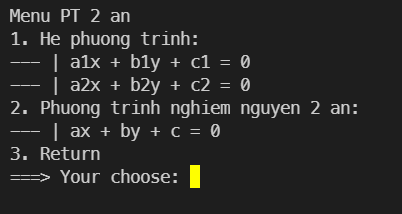 Menu PT 2 an
1. He phuong trinh:
--- | a1x + b1y + c1 = 0
--- | a2x + b2y + c2 = 0
2. Phuong trinh nghiem nguyen 2 an:
--- | ax + by + c = 0
3. Return
===> Your choose: